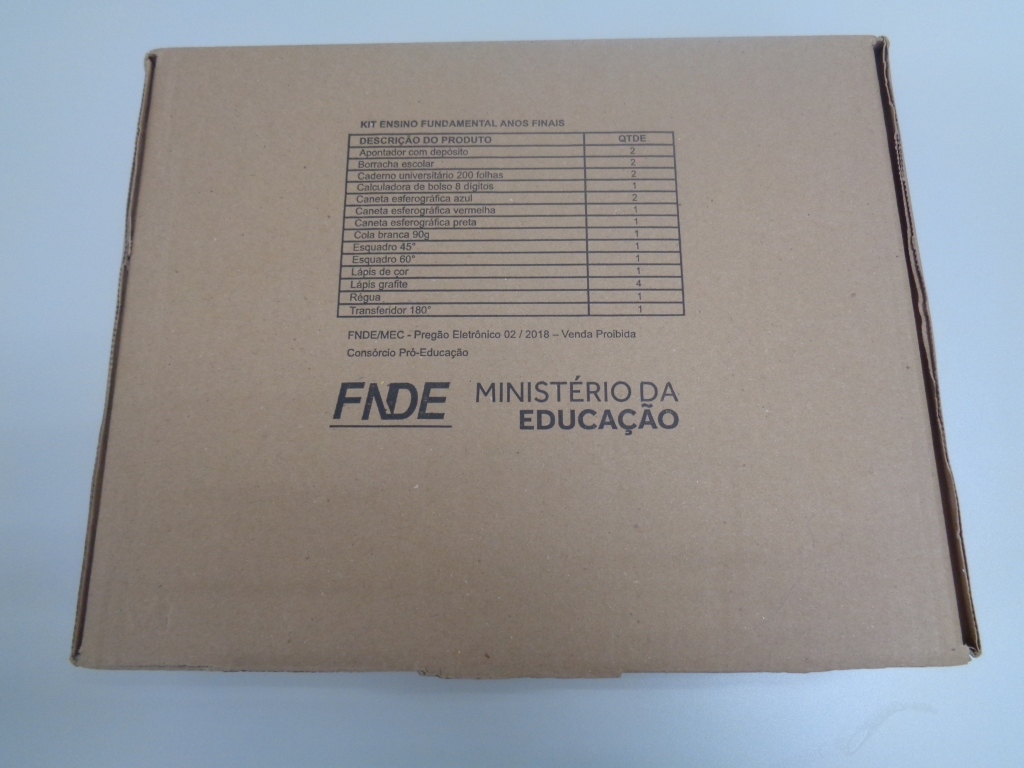 KIT ENSINO FUNDAMENTAL ANOS FINAIS
DESCRIÇÃO DO PRODUTO QTDE
Apontador com depósito 2
Borracha escolar 2
Caderno universitário 200 folhas 2
Calculadora de bolso 8 dígitos 1
Caneta esferográfica azul 2
Caneta esferográfica vermelha 1
Caneta esferográfica preta 1
Cola branca 90g 1
Esquadro 45° 1
Esquadro 60° 1
Lápis de cor 1
Lápis grafite 4
Régua 1
Transferidor 180° 1
FNDE/MEC - Pregão Eletrônico 02 / 2018 – Venda Proibida
Consórcio Pró-Educação
FNDE MINISTÉRIO DA
EDUCAÇÃO